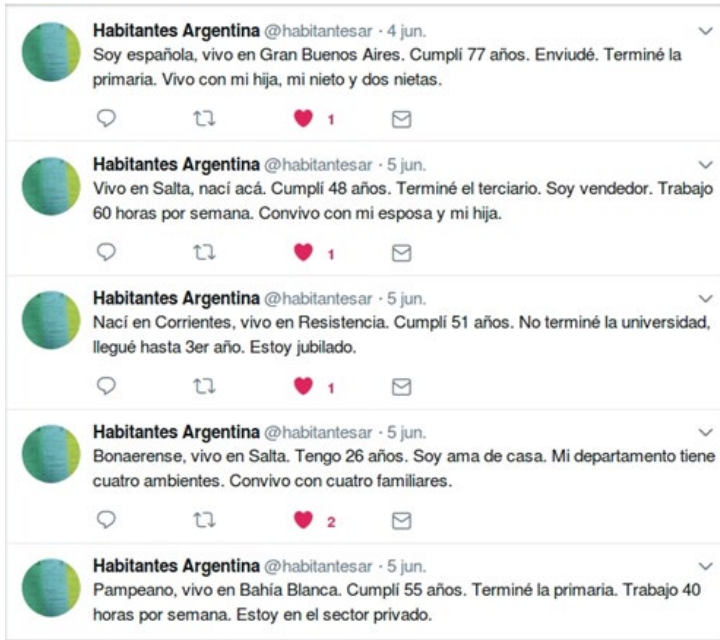 Habitantes Argentina @habitantesar · 4 jun.
Soy española, vivo en Gran Buenos Aires. Cumplí 77 años. Enviudé. Terminé la
primaria. Vivo con mi hija, mi nieto y dos nietas.
1
Habitantes Argentina @habitantesar · 5 jun.
Vivo en Salta, nací acá. Cumplí 48 años. Terminé el terciario. Soy vendedor. Trabajo
60 horas por semana. Convivo con mi esposa y mi hija.
1
Habitantes Argentina @habitantesar · 5 jun.
Nací en Corrientes, vivo en Resistencia. Cumplí 51 años. No terminé la universidad,
llegué hasta 3er año. Estoy jubilado.
1
Habitantes Argentina @habitantesar · 5 jun.
Bonaerense, vivo en Salta. Tengo 26 años. Soy ama de casa. Mi departamento tiene
cuatro ambientes. Convivo con cuatro familiares.
2
Habitantes Argentina @habitantesar · 5 jun.
Pampeano, vivo en Bahía Blanca. Cumplí 55 años. Terminé la primaria. Trabajo 40
horas por semana. Estoy en el sector privado.